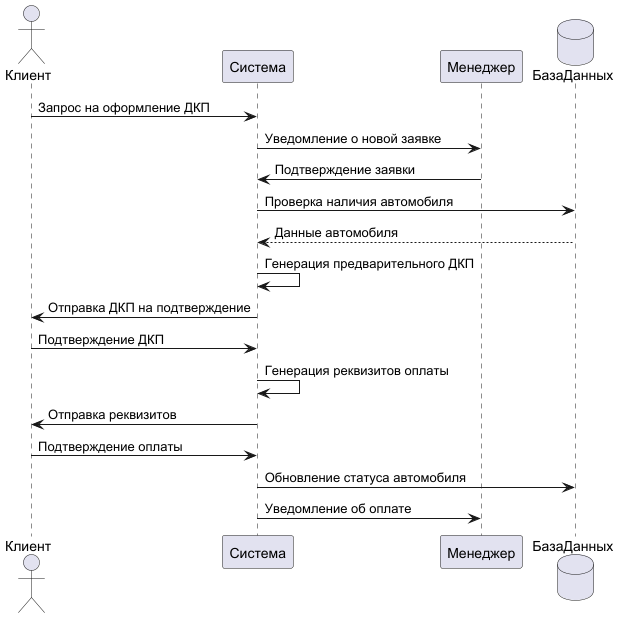 Клиент
Система
Менеджер
БазаДанных
Запрос на оформление ДКП
Уведомление о новой заявке
Подтверждение заявки
Проверка наличия автомобиля
Данные автомобиля
Генерация предварительного ДКП
Отправка ДКП на подтверждение
Подтверждение ДКП
Генерация реквизитов оплаты
Отправка реквизитов
Подтверждение оплаты
Обновление статуса автомобиля
Уведомление об оплате
Клиент
Система
Менеджер
БазаДанных